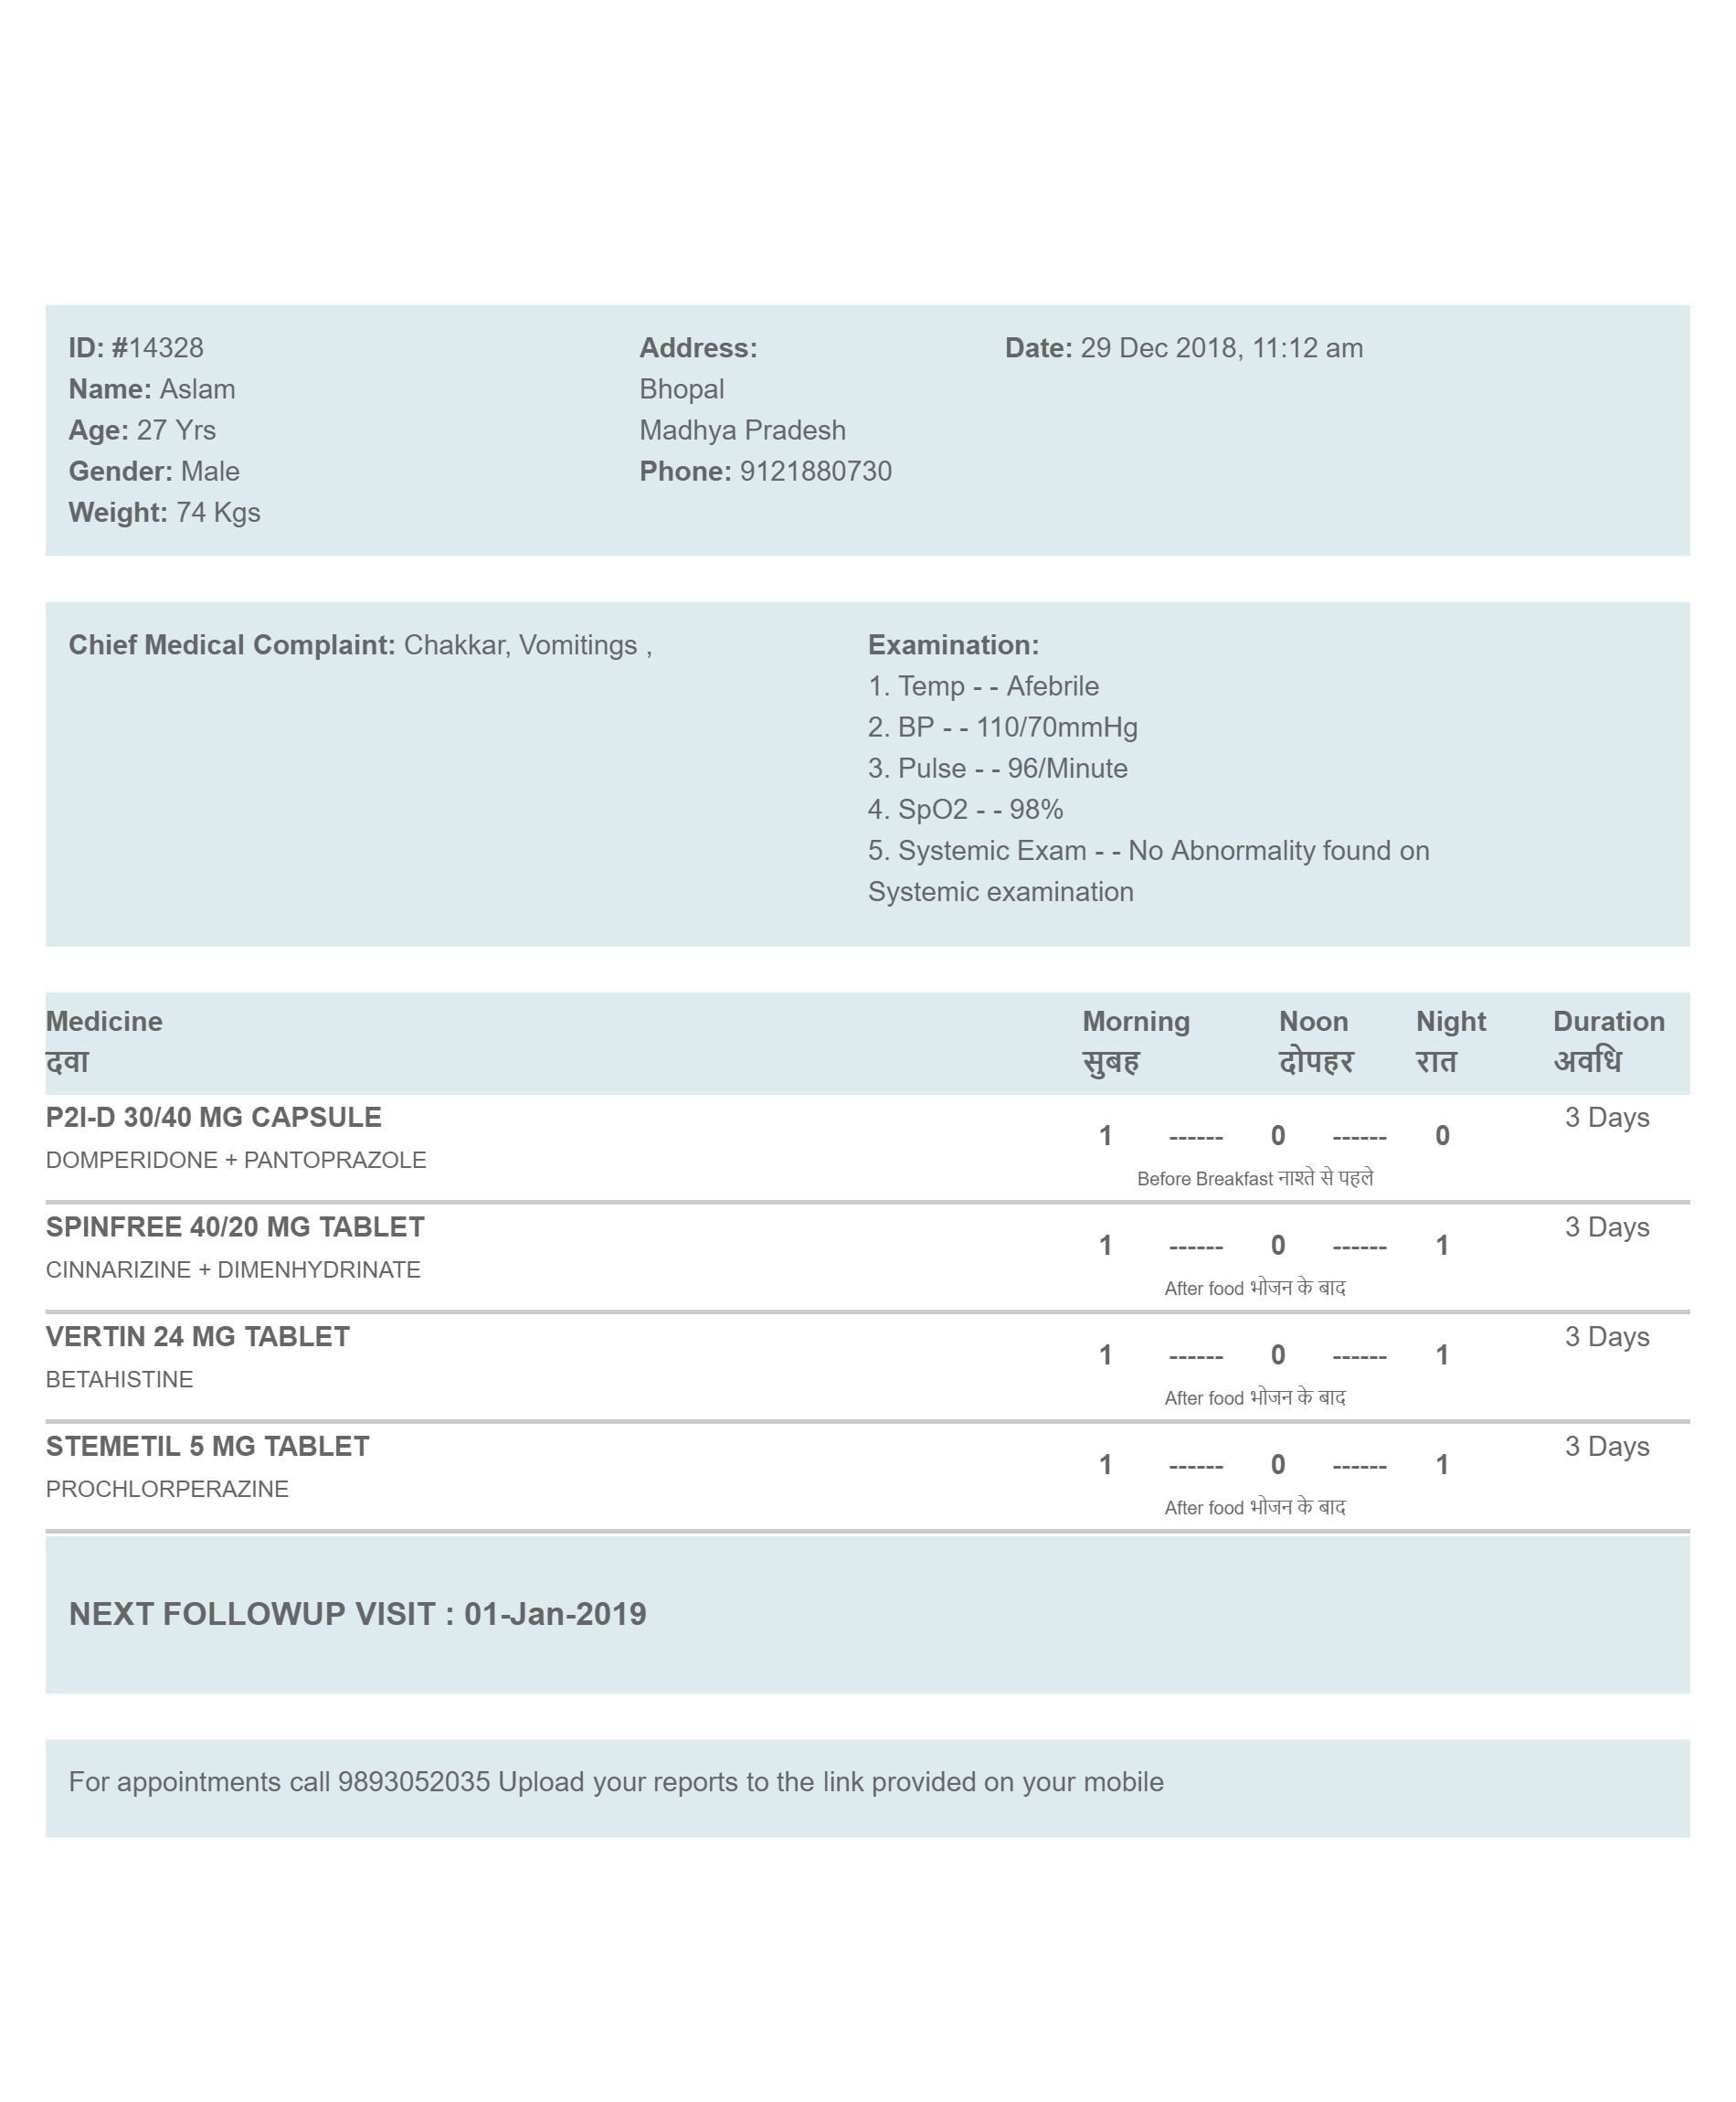 ID: #14328
Name: Aslam
Age: 27 Yrs
Gender: Male
Weight: 74 Kgs
Address:
Bhopal
Madhya Pradesh
Phone: 9121880730
Date: 29 Dec 2018, 11:12 am
Chief Medical Complaint: Chakkar, Vomitings ,
Examination:
1. Temp - - Afebrile
2. BP - - 110/70mmHg
3. Pulse - - 96/Minute
4. SpO2 - - 98%
5. Systemic Exam - - No Abnormality found on
Systemic examination
Medicine Morning Noon Night Duration
दवा सुबह दोपहर रात अवधि
P2I-D 30/40 MG CAPSULE 1 ------ 0 ------ 0 3 Days
DOMPERIDONE + PANTOPRAZOLE
Before Breakfast नाश्ते से पहले
SPINFREE 40/20 MG TABLET 1 ------ 0 ------ 1 3 Days
CINNARIZINE + DIMENHYDRINATE
After food भोजन के बाद
VERTIN 24 MG TABLET 1 ------ 0 ------ 1 3 Days
BETAHISTINE
After food भोजन के बाद
STEMETIL 5 MG TABLET 1 ------ 0 ------ 1 3 Days
PROCHLORPERAZINE
After food भोजन के बाद
NEXT FOLLOWUP VISIT : 01-Jan-2019
For appointments call 9893052035 Upload your reports to the link provided on your mobile